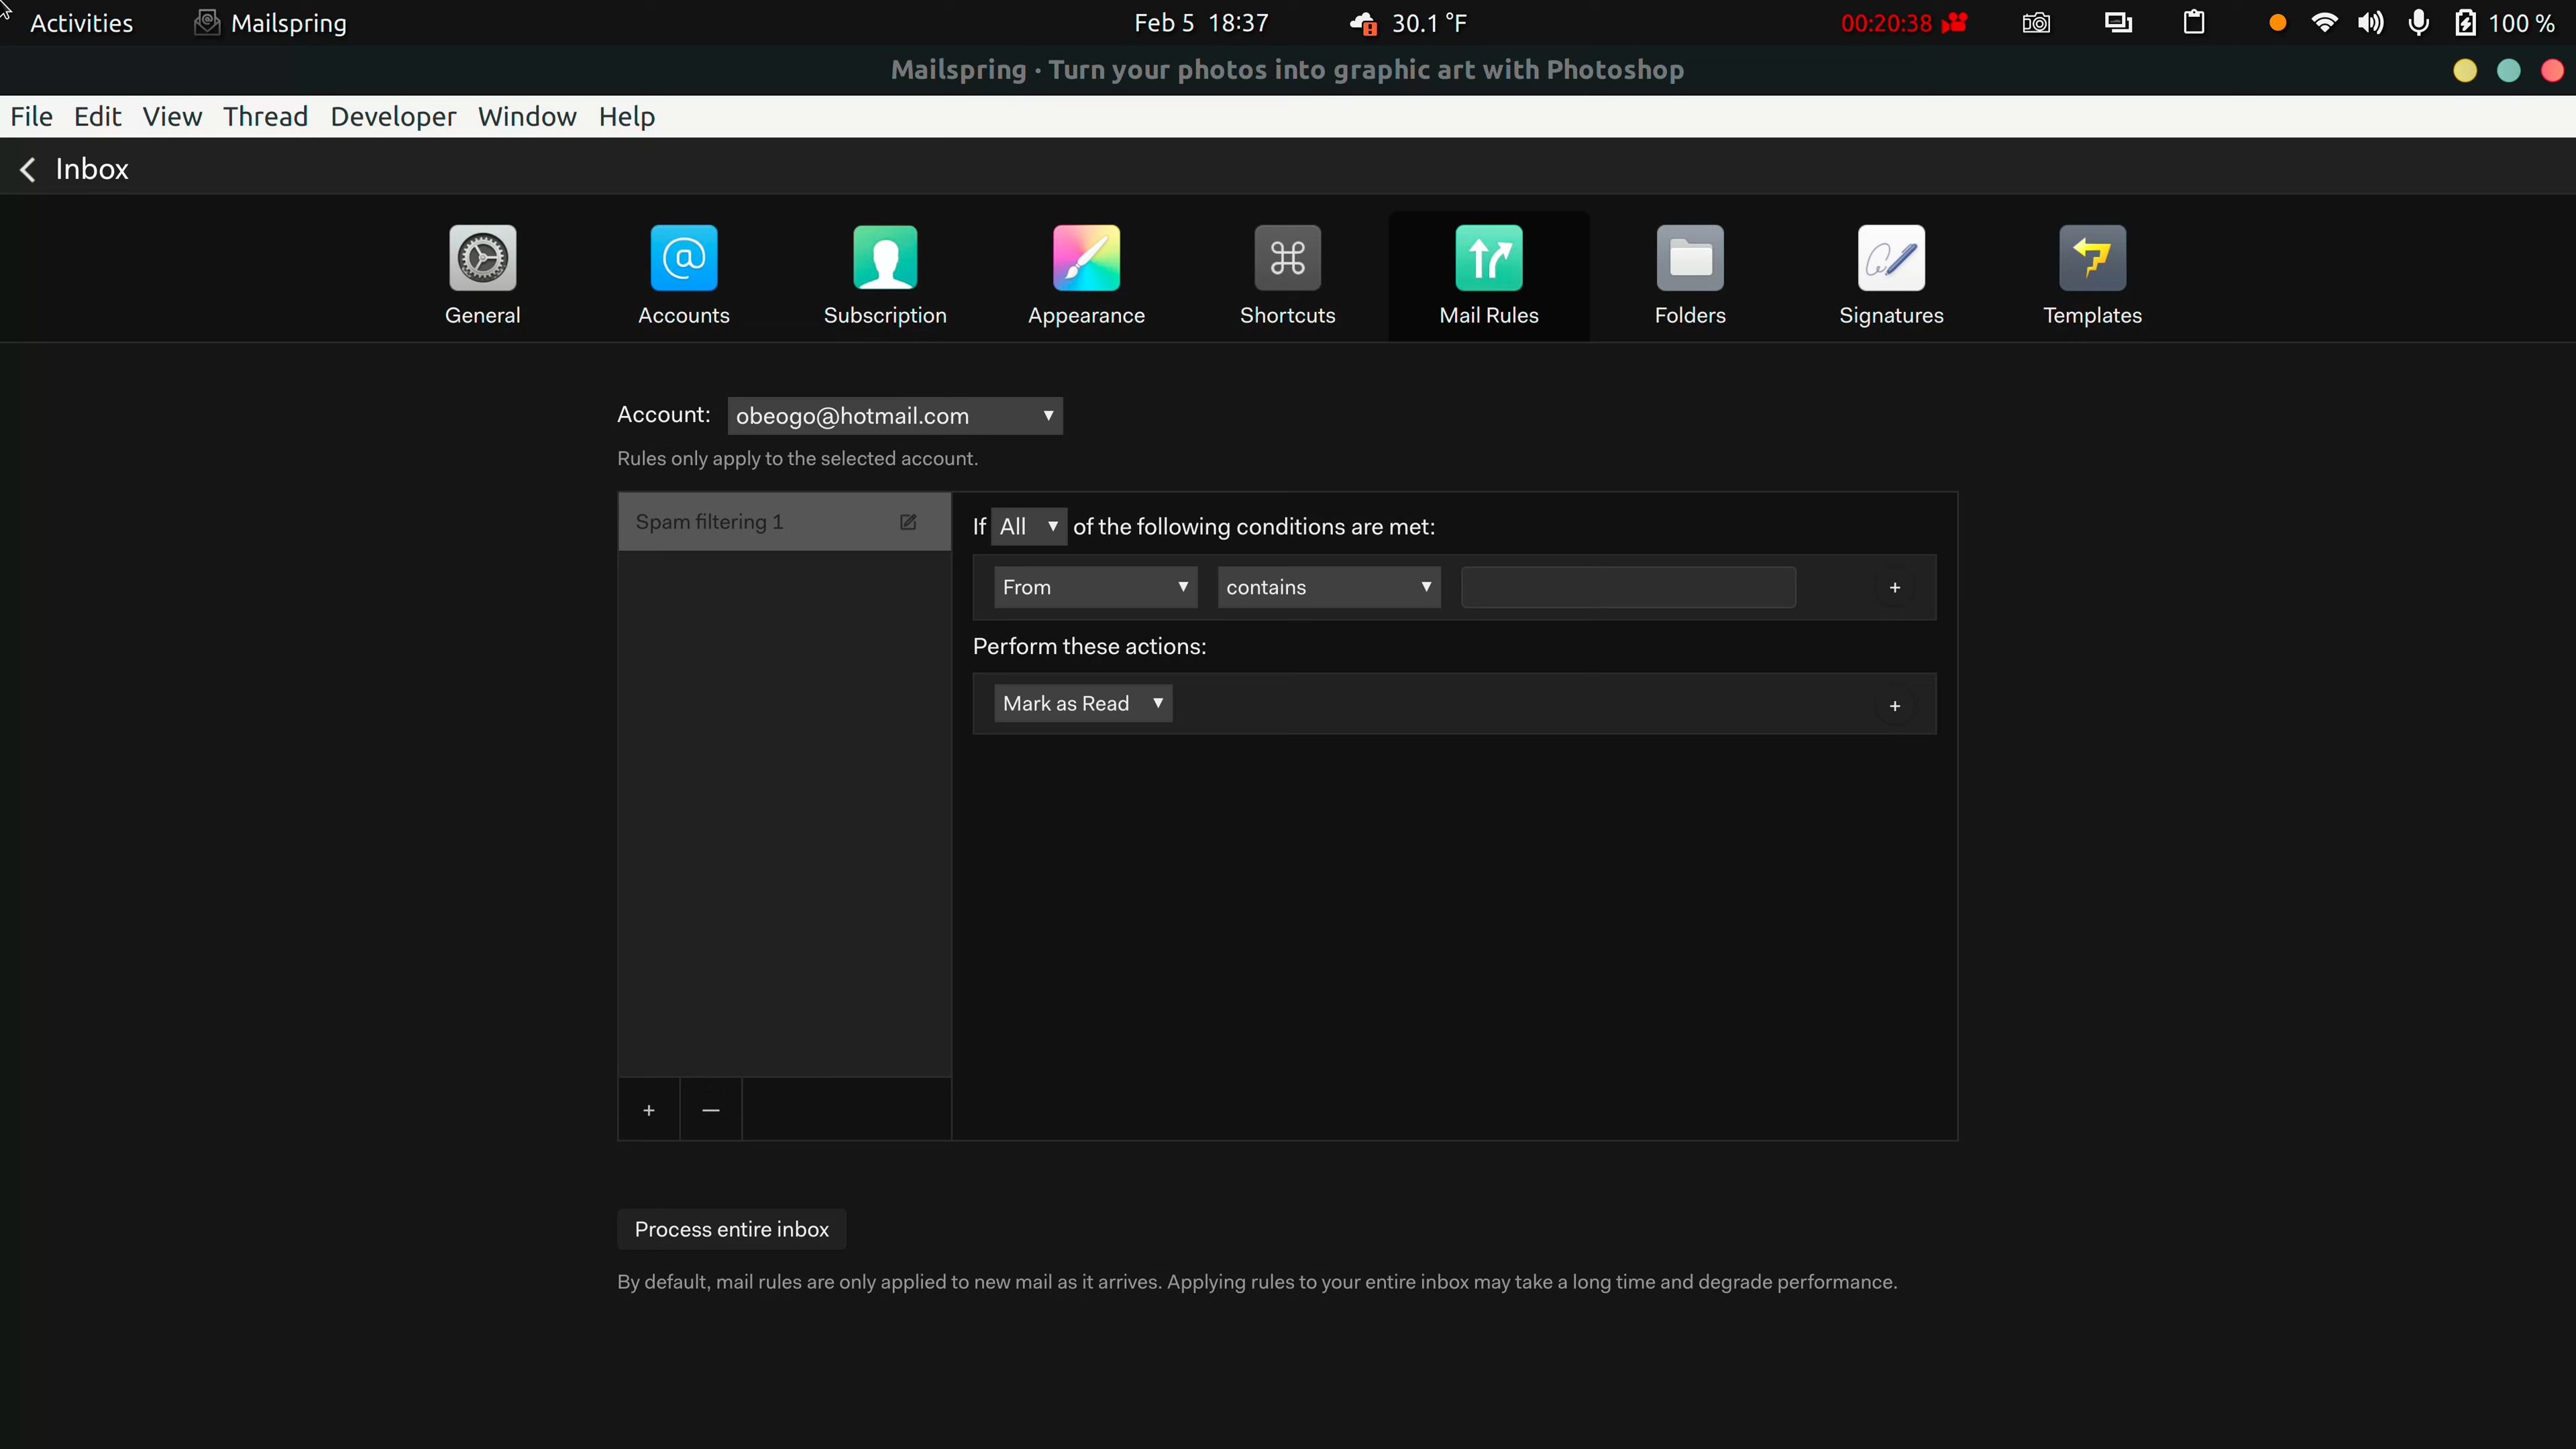 Activities Mailspring Feb 5 18:37 30.1 °F 00:20:38 100 %
Mailspring · Turn your photos into graphic art with Photoshop
File Edit View Thread Developer Window Help
Inbox
General Accounts Subscription Appearance Shortcuts Mail Rules Folders Signatures Templates
Account: obeogo@hotmail.com
Rules only apply to the selected account.
Spam filtering 1
If All of the following conditions are met:
From contains +
Perform these actions:
Mark as Read +
+ —
Process entire inbox
By default, mail rules are only applied to new mail as it arrives. Applying rules to your entire inbox may take a long time and degrade performance.